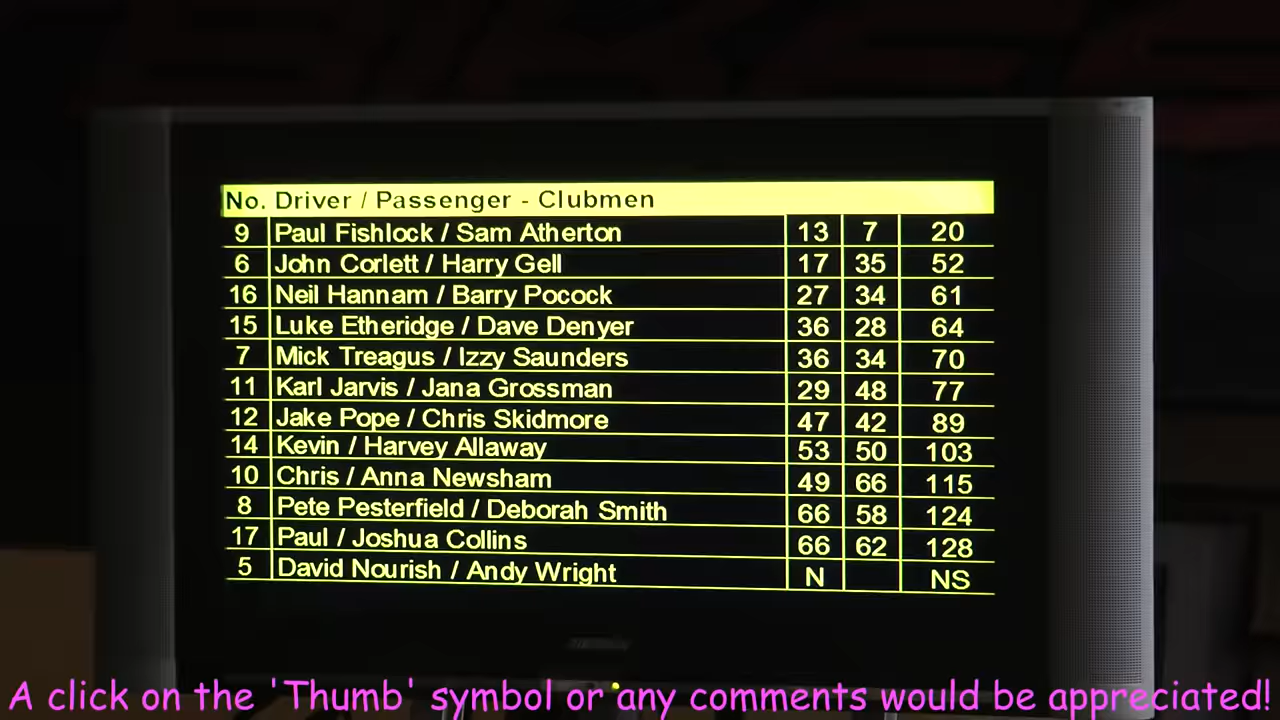 No. Driver / Passenger - Clubmen
9 Paul Fishlock / Sam Atherton 13 7 20
6 John Corlett / Harry Gell 17 35 52
16 Neil Hannam / Barry Pocock 27 34 61
15 Luke Etheridge / Dave Denyer 36 28 64
7 Mick Treagus / Izzy Saunders 36 34 70
11 Karl Jarvis / Jana Grossman 29 48 77
12 Jake Pope / Chris Skidmore 47 42 89
14 Kevin / Harvey Allaway 53 50 103
10 Chris / Anna Newsham 49 66 115
8 Pete Pesterfield / Deborah Smith 66 58 124
17 Paul / Joshua Collins 66 62 128
5 David Nourish / Andy Wright N NS
A click on the 'Thumb' symbol or any comments would be appreciated!